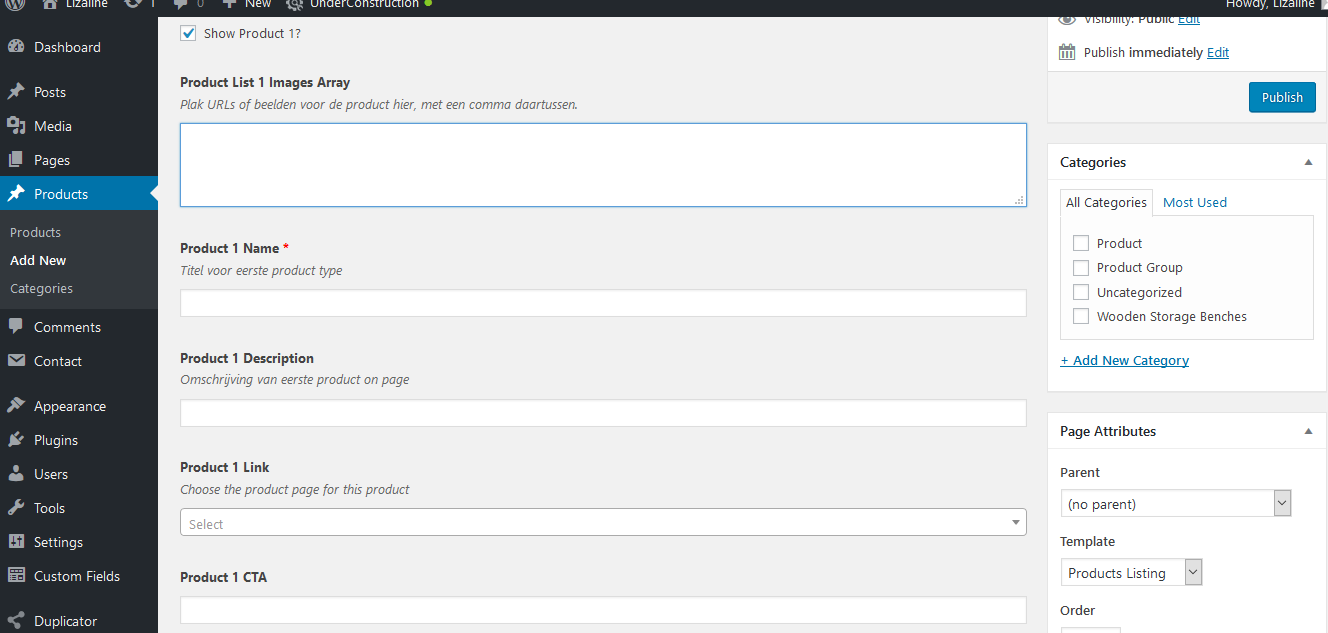 Lizaline 1 0 New UnderConstruction Howdy, Lizaline
Dashboard
Posts
Media
Pages
Products
Products
Add New
Categories
Comments
Contact
Appearance
Plugins
Users
Tools
Settings
Custom Fields
Duplicator
Show Product 1?
Product List 1 Images Array
Plak URLs of beelden voor de product hier, met een comma daartussen.
Product 1 Name *
Titel voor eerste product type
Product 1 Description
Omschrijving van eerste product on page
Product 1 Link
Choose the product page for this product
Select
Product 1 CTA
Visibility: Public Edit
Publish immediately Edit
Publish
Categories
All Categories Most Used
Product
Product Group
Uncategorized
Wooden Storage Benches
+ Add New Category
Page Attributes
Parent
(no parent)
Template
Products Listing
Order